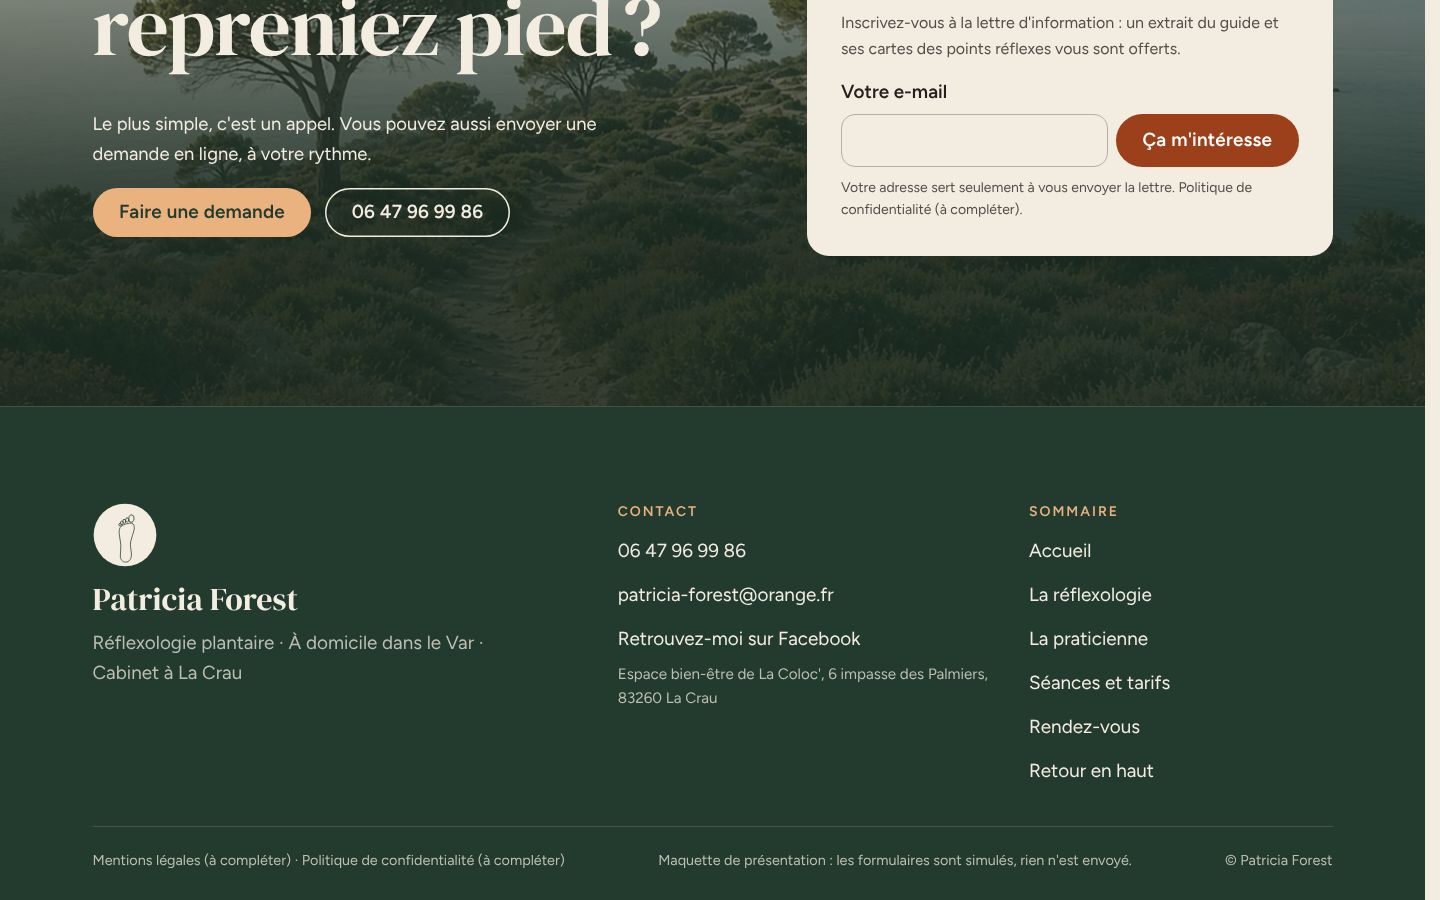 repreniez pied ?
Le plus simple, c'est un appel. Vous pouvez aussi envoyer une
demande en ligne, à votre rythme.
Faire une demande
06 47 96 99 86
Inscrivez-vous à la lettre d'information : un extrait du guide et
ses cartes des points réflexes vous sont offerts.
Votre e-mail
Ça m'intéresse
Votre adresse sert seulement à vous envoyer la lettre. Politique de
confidentialité (à compléter).
Patricia Forest
Réflexologie plantaire · À domicile dans le Var ·
Cabinet à La Crau
CONTACT
06 47 96 99 86
patricia-forest@orange.fr
Retrouvez-moi sur Facebook
Espace bien-être de La Coloc', 6 impasse des Palmiers,
83260 La Crau
SOMMAIRE
Accueil
La réflexologie
La praticienne
Séances et tarifs
Rendez-vous
Retour en haut
Mentions légales (à compléter) · Politique de confidentialité (à compléter)
Maquette de présentation : les formulaires sont simulés, rien n'est envoyé.
© Patricia Forest